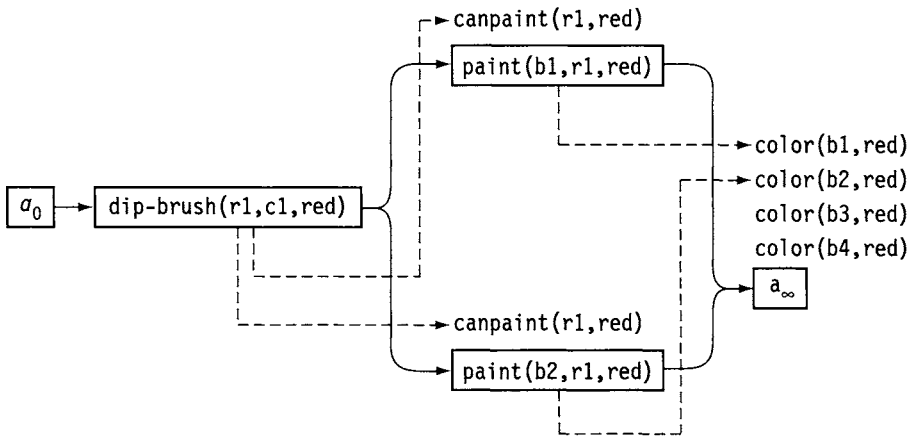 canpaint(r1,red)
paint(b1,r1,red)
color(b1,red)
a₀
dip-brush(r1,c1,red)
color(b2,red)
color(b3,red)
color(b4,red)
a∞
canpaint(r1,red)
paint(b2,r1,red)